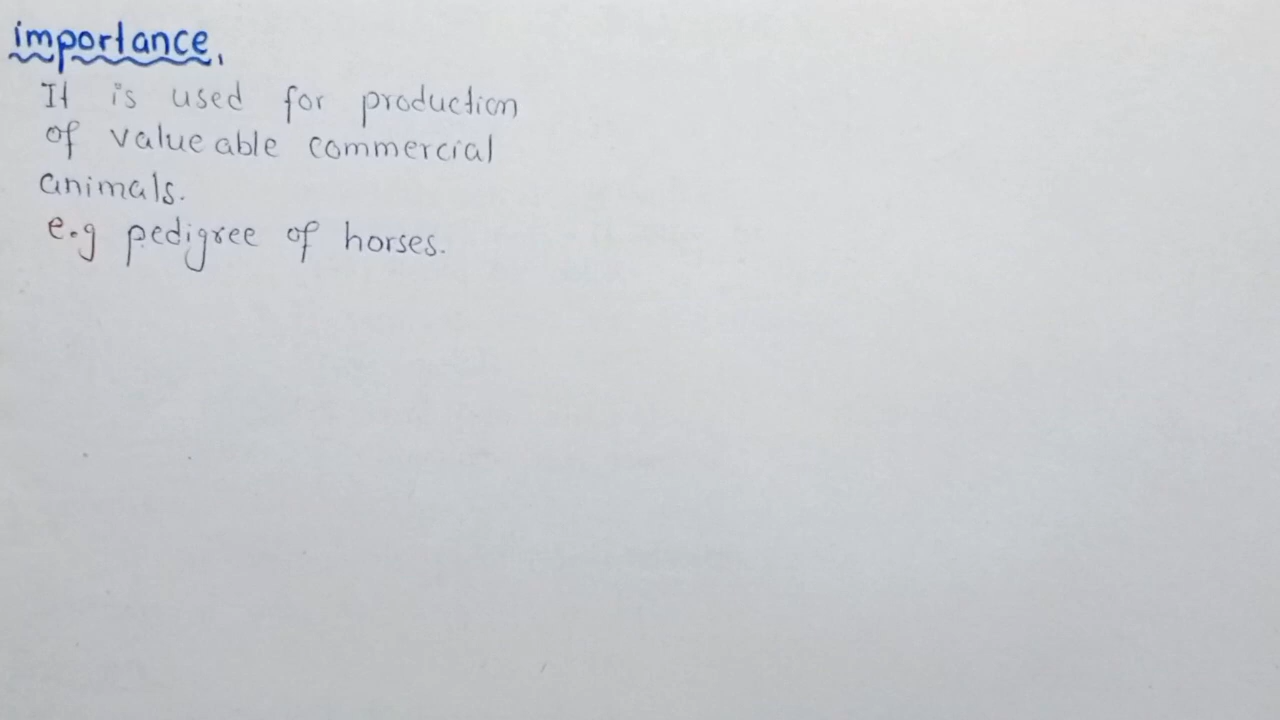 importance,
It is used for production
of valueable commercial
animals.
e.g pedigree of horses.